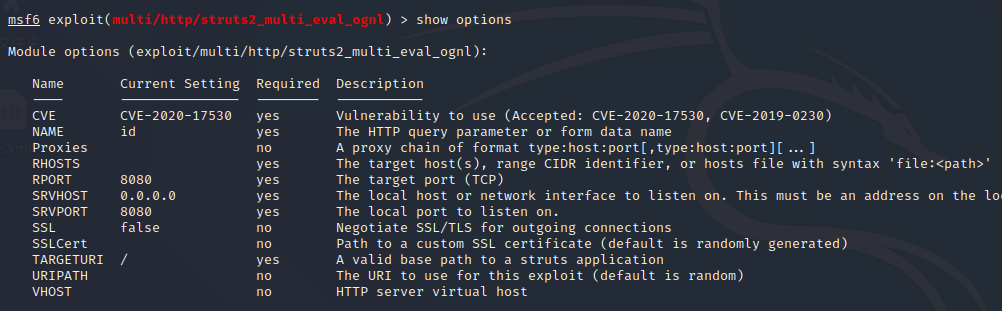 msf6 exploit(multi/http/struts2_multi_eval_ognl) > show options
Module options (exploit/multi/http/struts2_multi_eval_ognl):
Name Current Setting Required Description
CVE CVE-2020-17530 yes Vulnerability to use (Accepted: CVE-2020-17530, CVE-2019-0230)
NAME id yes The HTTP query parameter or form data name
Proxies no A proxy chain of format type:host:port[,type:host:port][...]
RHOSTS yes The target host(s), range CIDR identifier, or hosts file with syntax 'file:<path>'
RPORT 8080 yes The target port (TCP)
SRVHOST 0.0.0.0 yes The local host or network interface to listen on. This must be an address on the lo
SRVPORT 8080 yes The local port to listen on.
SSL false no Negotiate SSL/TLS for outgoing connections
SSLCert no Path to a custom SSL certificate (default is randomly generated)
TARGETURI / yes A valid base path to a struts application
URIPATH no The URI to use for this exploit (default is random)
VHOST no HTTP server virtual host